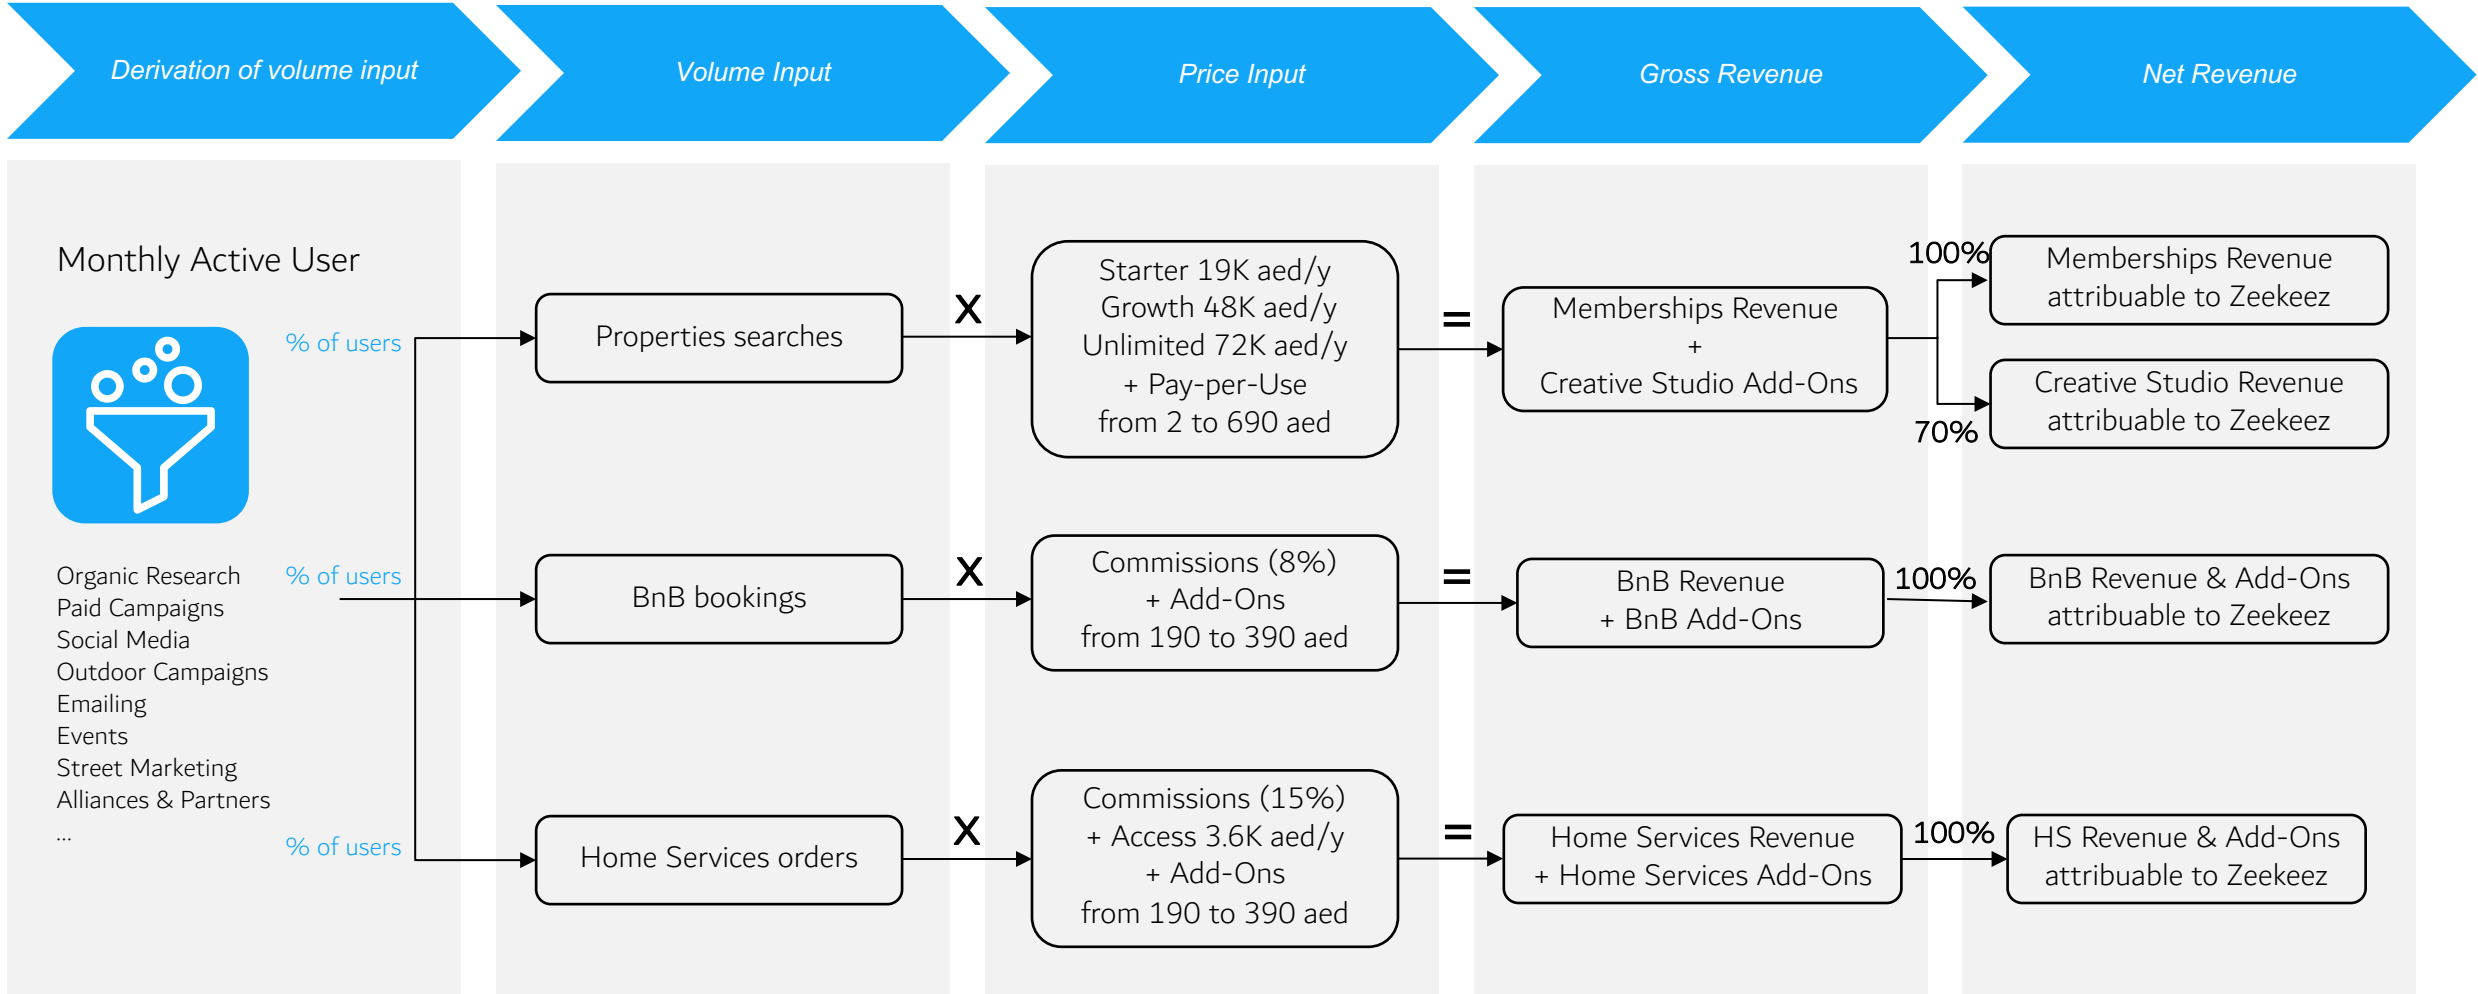 Derivation of volume input
Volume Input
Price Input
Gross Revenue
Net Revenue
Monthly Active User
Organic Research
Paid Campaigns
Social Media
Outdoor Campaigns
Emailing
Events
Street Marketing
Alliances & Partners
...
% of users
% of users
% of users
Properties searches
X
Starter 19K aed/y
Growth 48K aed/y
Unlimited 72K aed/y
+ Pay-per-Use
from 2 to 690 aed
=
Memberships Revenue
+
Creative Studio Add-Ons
100%
Memberships Revenue
attribuable to Zeekeez
70%
Creative Studio Revenue
attribuable to Zeekeez
BnB bookings
X
Commissions (8%)
+ Add-Ons
from 190 to 390 aed
=
BnB Revenue
+ BnB Add-Ons
100%
BnB Revenue & Add-Ons
attribuable to Zeekeez
Home Services orders
X
Commissions (15%)
+ Access 3.6K aed/y
+ Add-Ons
from 190 to 390 aed
=
Home Services Revenue
+ Home Services Add-Ons
100%
HS Revenue & Add-Ons
attribuable to Zeekeez